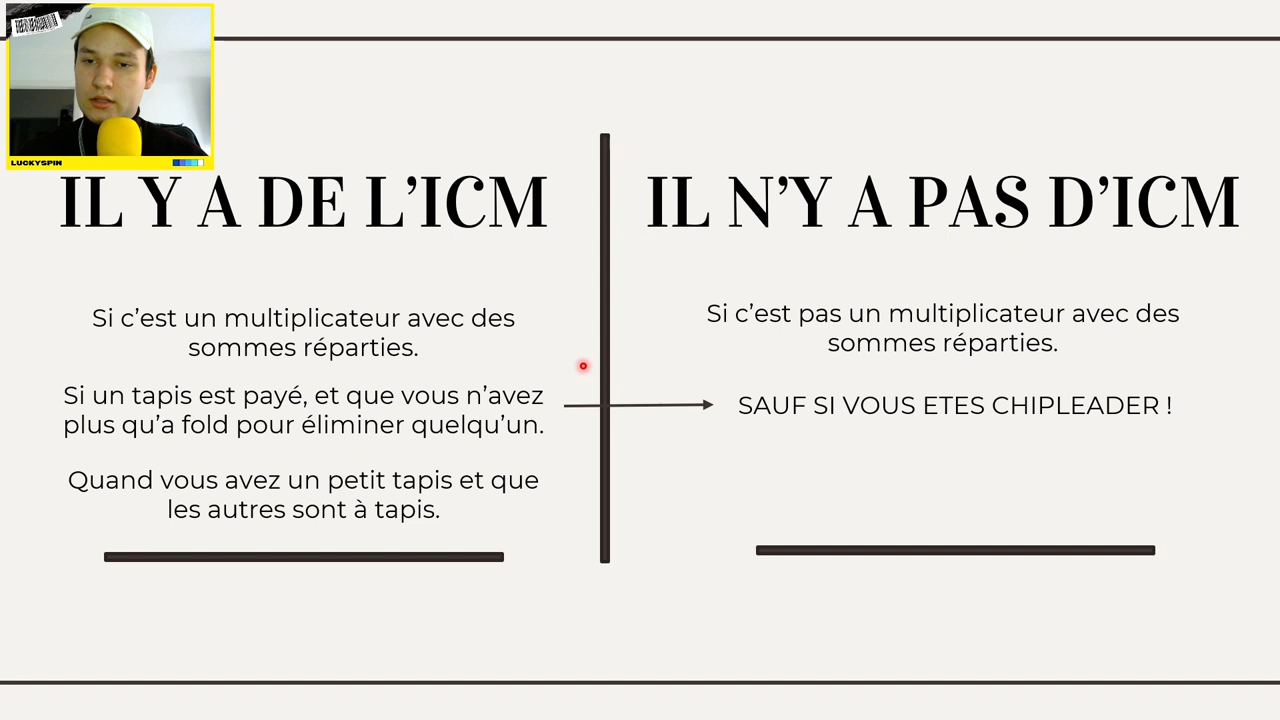 LUCKYSPIN
IL Y A DE L’ICM
Si c’est un multiplicateur avec des
sommes réparties.
Si un tapis est payé, et que vous n’avez
plus qu’a fold pour éliminer quelqu’un.
Quand vous avez un petit tapis et que
les autres sont à tapis.
IL N’Y A PAS D’ICM
Si c’est pas un multiplicateur avec des
sommes réparties.
SAUF SI VOUS ETES CHIPLEADER !